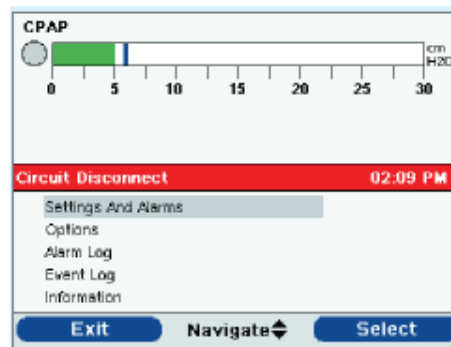 CPAP
cm
H2O
0 5 10 15 20 25 30
Circuit Disconnect 02:09 PM
Settings And Alarms
Options
Alarm Log
Event Log
Information
Exit Navigate Select